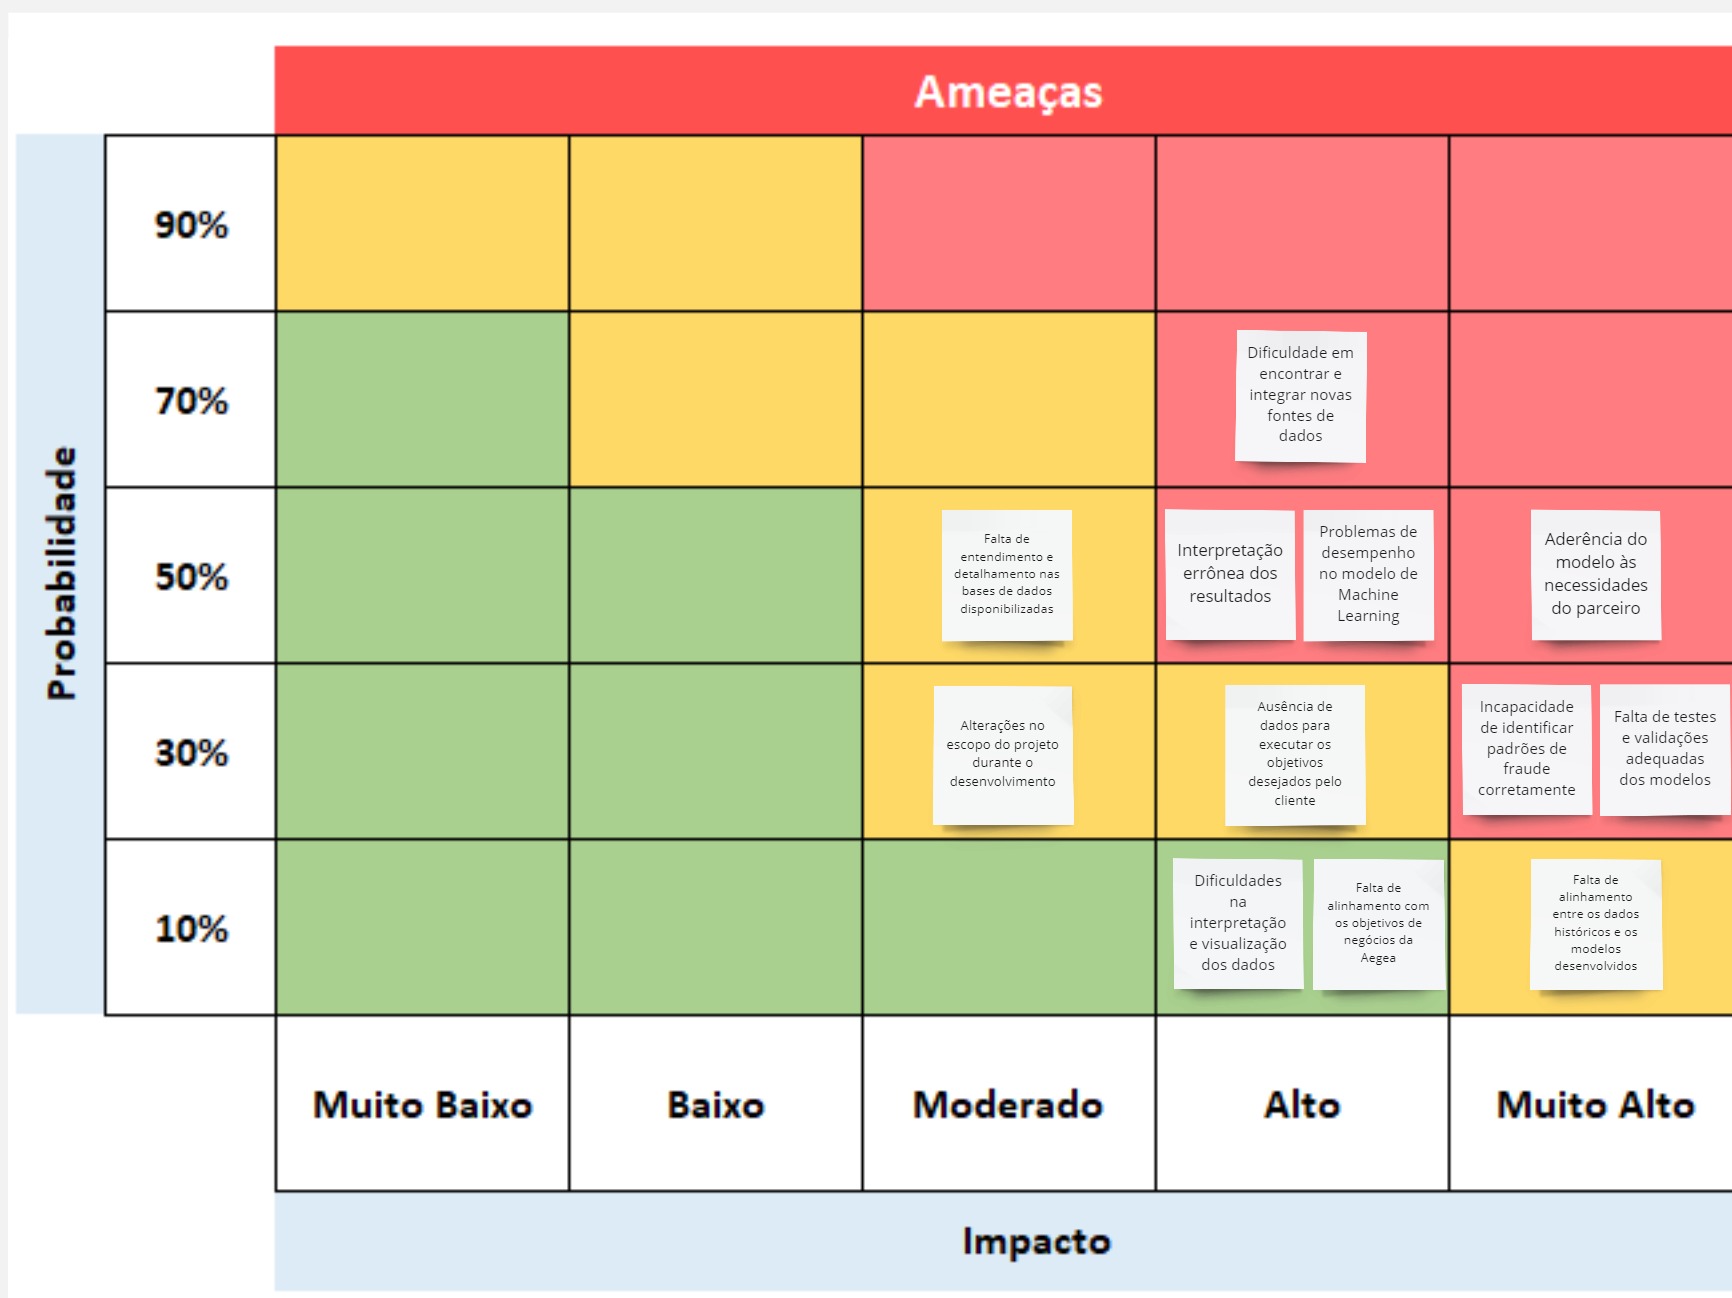 Ameaças
Probabilidade
90%
70%
Dificuldade em
encontrar e
integrar novas
fontes de
dados
50%
Falta de
entendimento e
detalhamento nas
bases de dados
disponibilizadas
Interpretação
errônea dos
resultados
Problemas de
desempenho
no modelo de
Machine
Learning
Aderência do
modelo às
necessidades
do parceiro
30%
Alterações no
escopo do projeto
durante o
desenvolvimento
Ausência de
dados para
executar os
objetivos
desejados pelo
cliente
Incapacidade
de identificar
padrões de
fraude
corretamente
Falta de testes
e validações
adequadas
dos modelos
10%
Dificuldades
na
interpretação
e visualização
dos dados
Falta de
alinhamento com
os objetivos de
negócios da
Aegea
Falta de
alinhamento
entre os dados
históricos e os
modelos
desenvolvidos
Muito Baixo
Baixo
Moderado
Alto
Muito Alto
Impacto